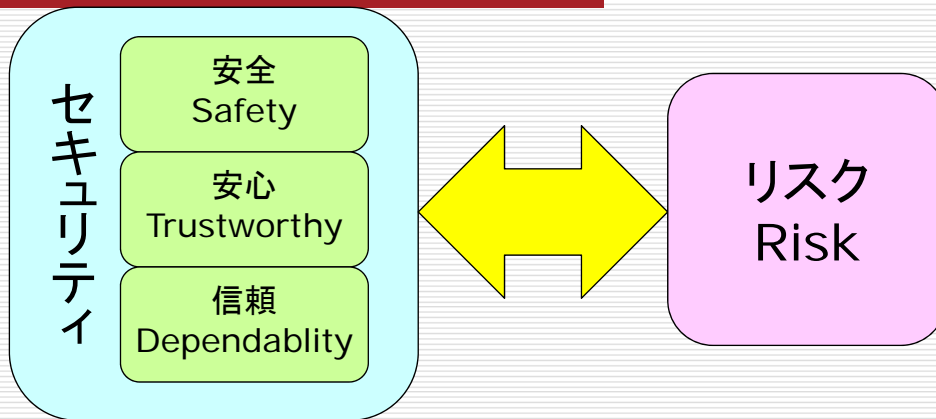 セキュリティ
安全
Safety
安心
Trustworthy
信頼
Dependablity
リスク
Risk